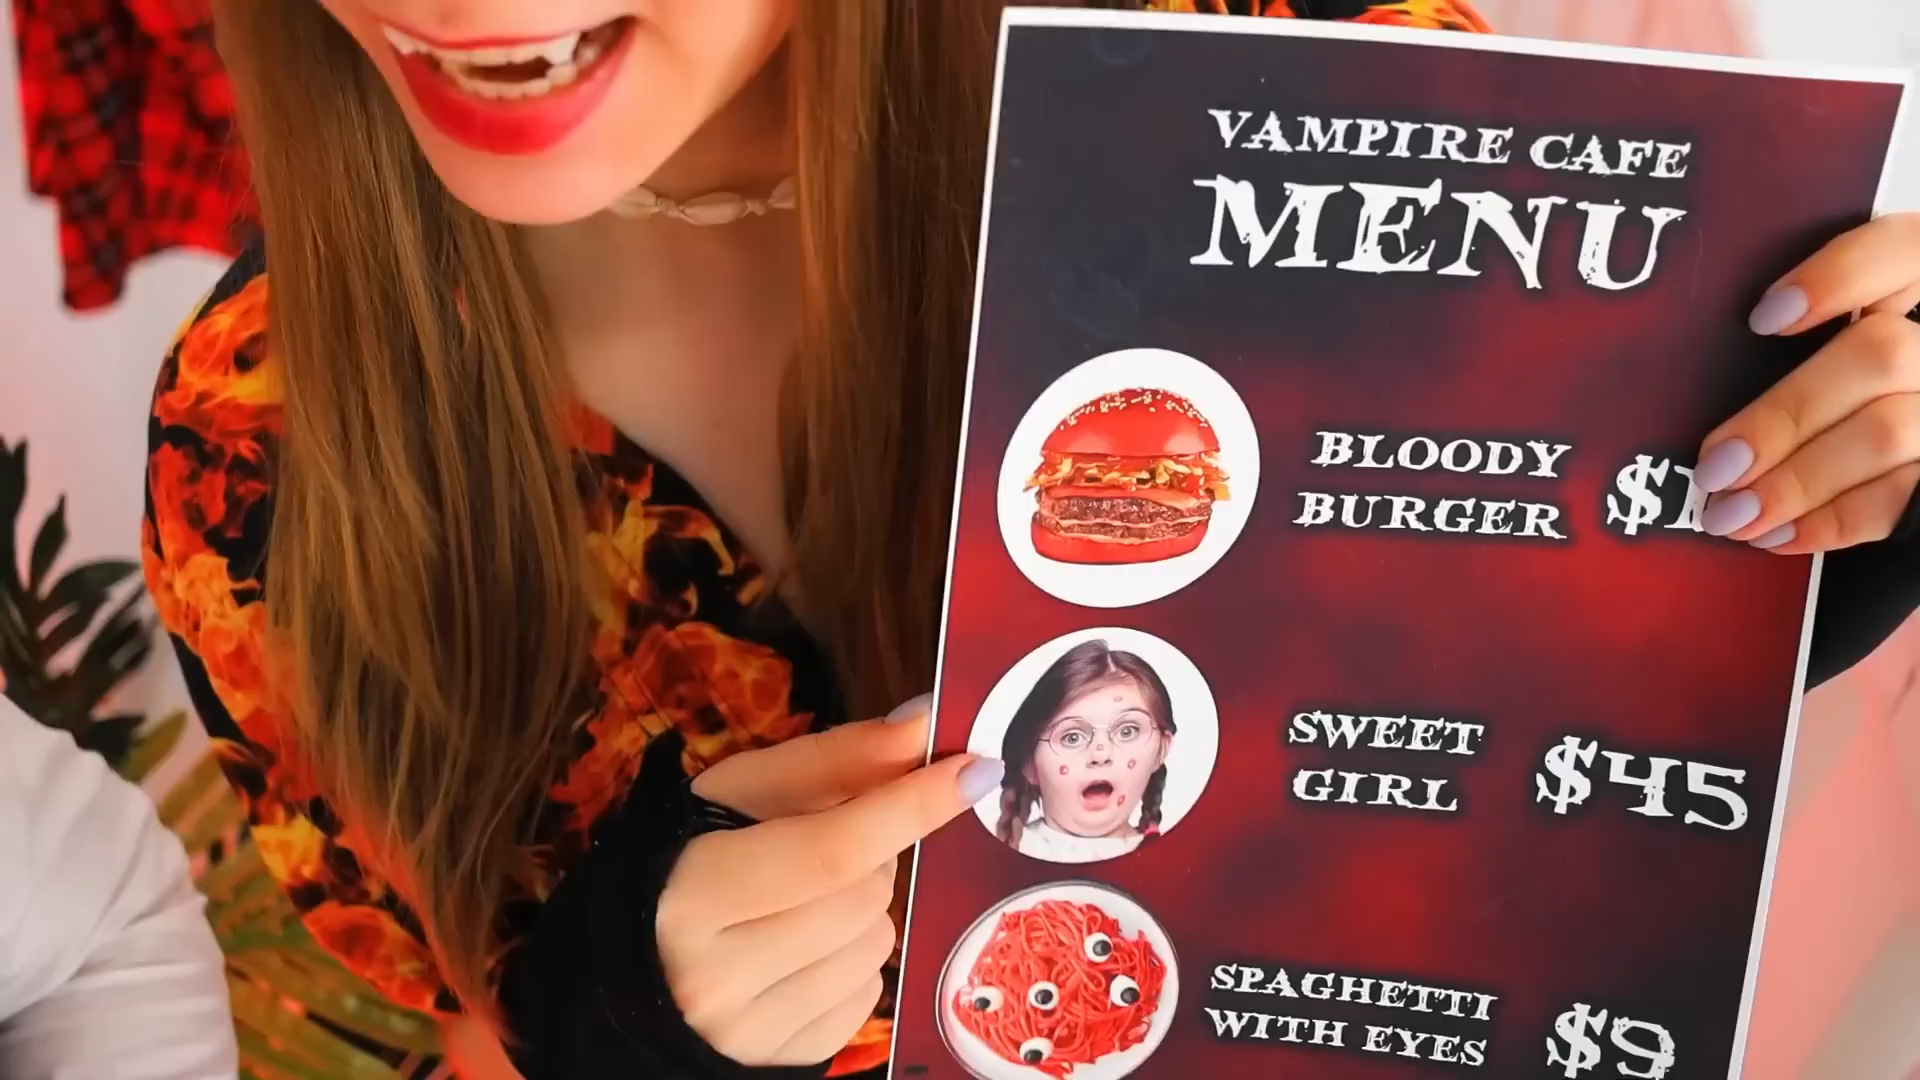 VAMPIRE CAFE
MENU
BLOODY
BURGER
SWEET
GIRL
$45
SPAGHETTI
WITH EYES
$9